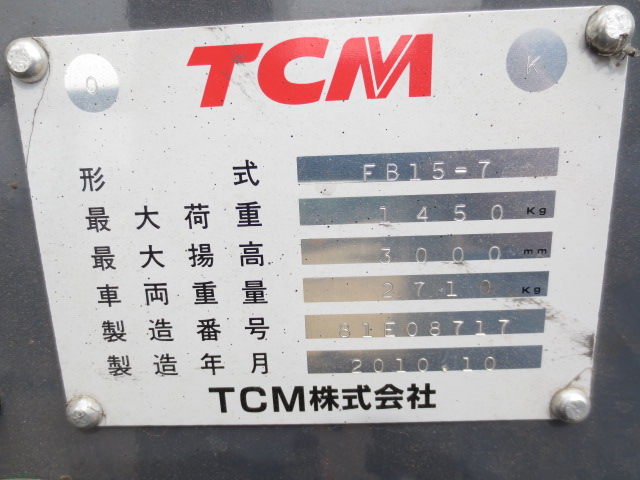 TCM
O K
形式 FB15-7
最大荷重 1450 Kg
最大揚高 3000 mm
車両重量 2710 Kg
製造番号 81E08717
製造年月 2010.10
TCM株式会社